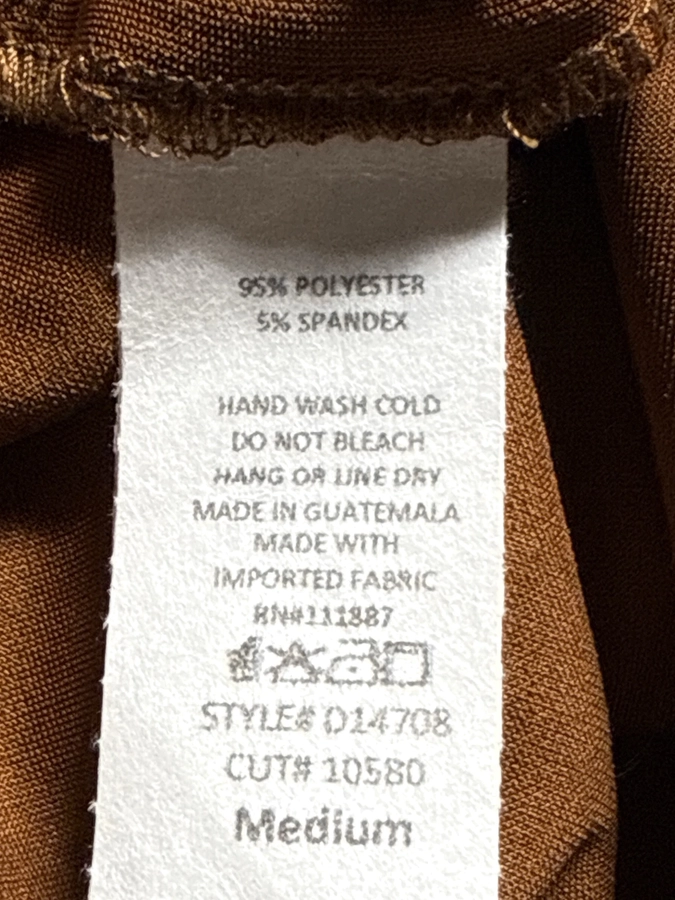 95% POLYESTER
5% SPANDEX
HAND WASH COLD
DO NOT BLEACH
HANG OR LINE DRY
MADE IN GUATEMALA
MADE WITH
IMPORTED FABRIC
RN#111887
STYLE# D14708
CUT# 10580
Medium